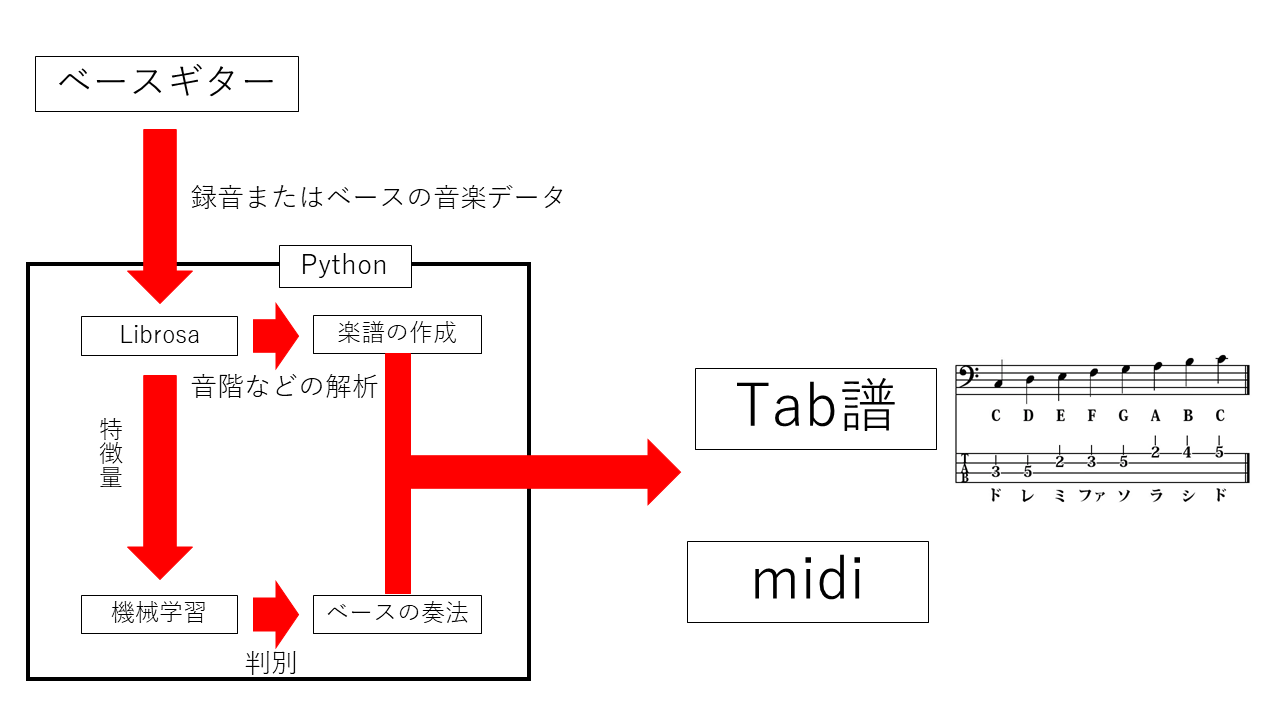 ベースギター
録音またはベースの音楽データ
Python
Librosa
楽譜の作成
音階などの解析
特徴量
機械学習
ベースの奏法
判別
Tab譜
midi
C D E F G A B C
TAB 3 5 2 3 5 2 4 5
ド レ ミ ファ ソ ラ シ ド